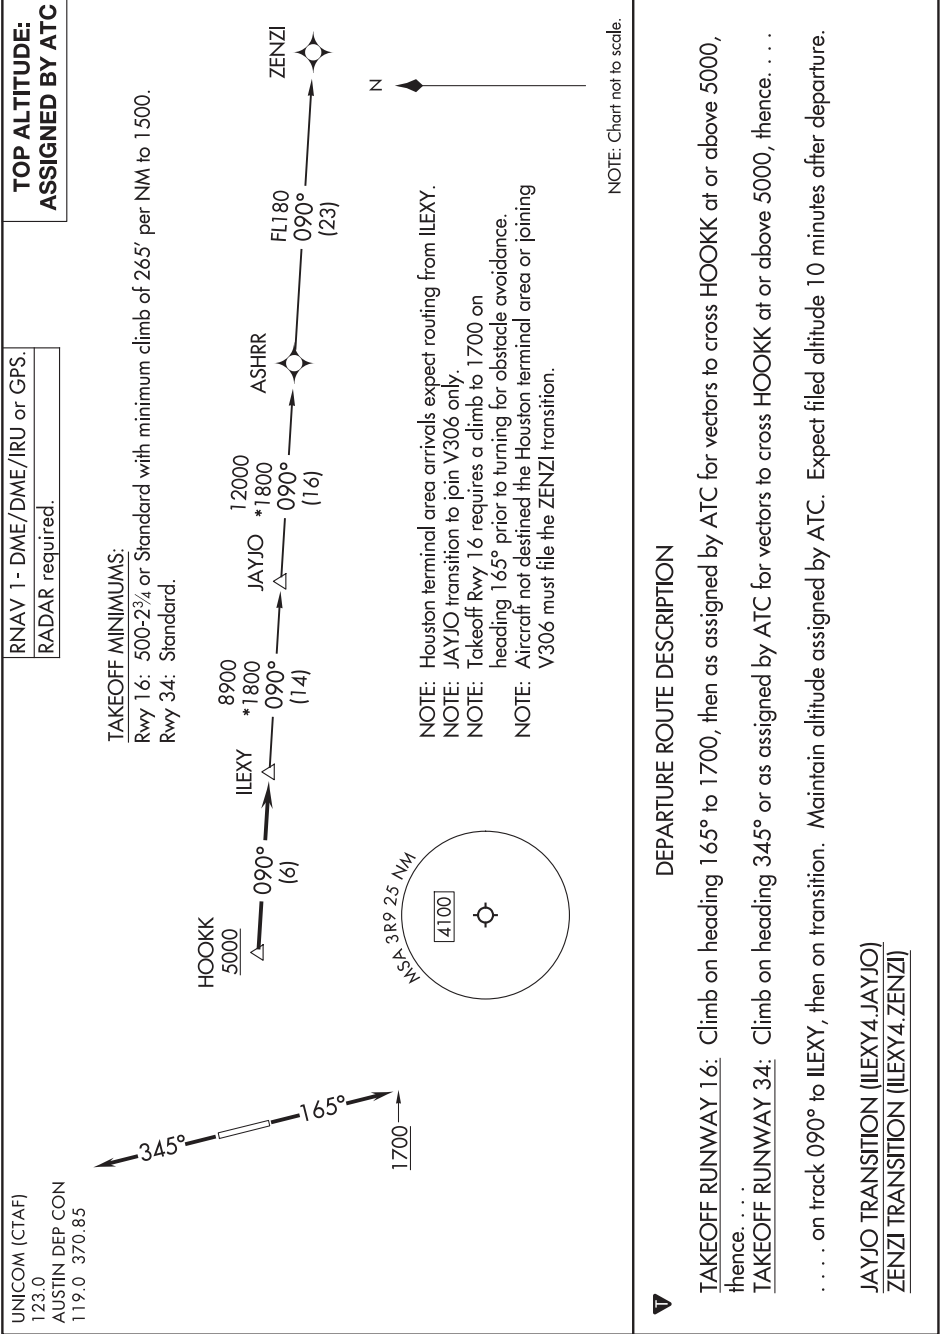 UNICOM (CTAF)
123.0
AUSTIN DEP CON
119.0 370.85
RNAV 1 - DME/DME/IRU or GPS.
RADAR required.
TOP ALTITUDE:
ASSIGNED BY ATC
TAKEOFF MINIMUMS:
Rwy 16: 500-2¾ or Standard with minimum climb of 265' per NM to 1500.
Rwy 34: Standard.
345°
165°
1700
HOOKK
5000
090°
(6)
ILEXY
8900
*1800
090°
(14)
JAYJO
12000
*1800
090°
(16)
ASHRR
FL180
090°
(23)
ZENZI
N
MSA 3R9 25 NM
4100
NOTE: Houston terminal area arrivals expect routing from ILEXY.
NOTE: JAYJO transition to join V306 only.
NOTE: Takeoff Rwy 16 requires a climb to 1700 on
heading 165° prior to turning for obstacle avoidance.
NOTE: Aircraft not destined the Houston terminal area or joining
V306 must file the ZENZI transition.
NOTE: Chart not to scale.
T
DEPARTURE ROUTE DESCRIPTION
TAKEOFF RUNWAY 16: Climb on heading 165° to 1700, then as assigned by ATC for vectors to cross HOOKK at or above 5000,
thence. . . .
TAKEOFF RUNWAY 34: Climb on heading 345° or as assigned by ATC for vectors to cross HOOKK at or above 5000, thence. . . .
. . . . on track 090° to ILEXY, then on transition. Maintain altitude assigned by ATC. Expect filed altitude 10 minutes after departure.
JAYJO TRANSITION (ILEXY4.JAYJO)
ZENZI TRANSITION (ILEXY4.ZENZI)